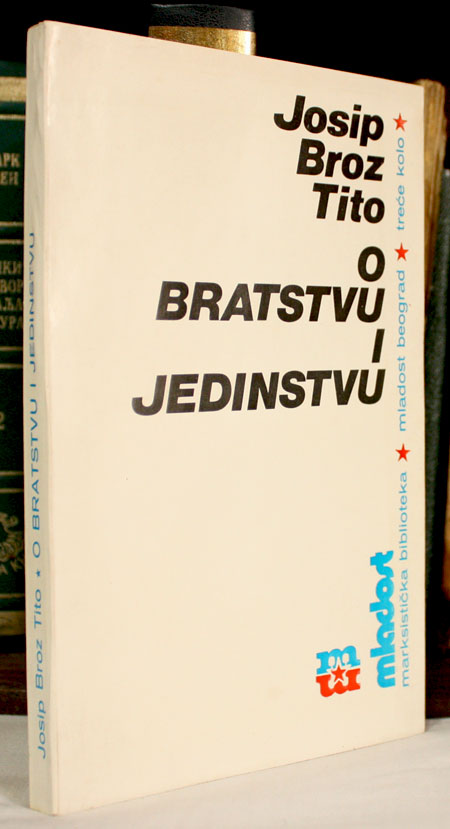 Josip
Broz
Tito
O
BRATSTVU
I
JEDINSTVU
mladost
marksistička biblioteka ★ mladost beograd ★ treće kolo ★
Josip Broz Tito ★ O BRATSTVU I JEDINSTVU